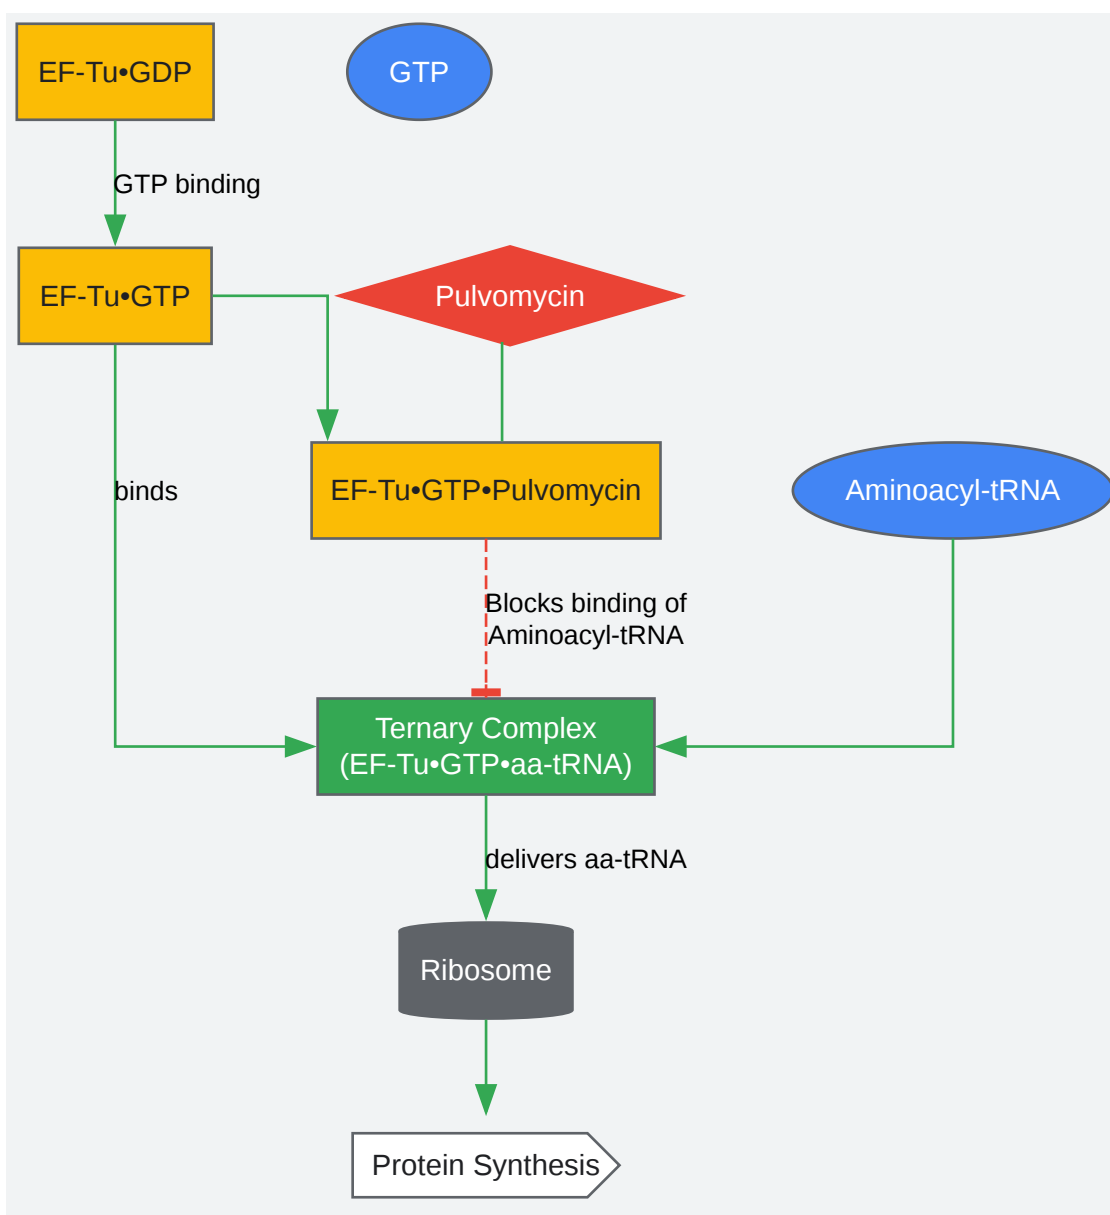 EF-Tu•GDP
GTP
GTP binding
EF-Tu•GTP
Pulvomycin
binds
EF-Tu•GTP•Pulvomycin
Aminoacyl-tRNA
Blocks binding of
Aminoacyl-tRNA
Ternary Complex
(EF-Tu•GTP•aa-tRNA)
delivers aa-tRNA
Ribosome
Protein Synthesis